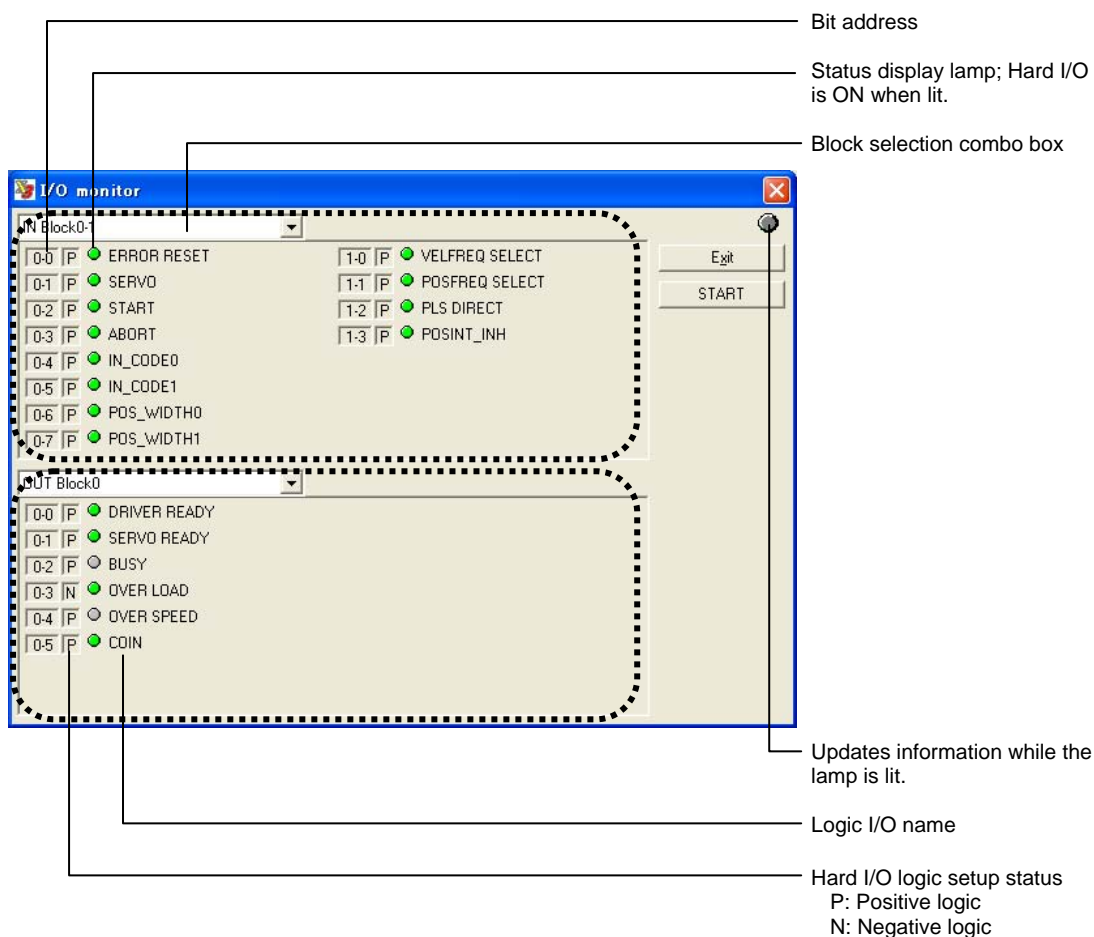 Bit address
Status display lamp; Hard I/O
is ON when lit.
Block selection combo box
I/O monitor
IN Block0-1
0-0 P ERROR RESET
0-1 P SERVO
0-2 P START
0-3 P ABORT
0-4 P IN_CODE0
0-5 P IN_CODE1
0-6 P POS_WIDTH0
0-7 P POS_WIDTH1
1-0 P VELFREQ SELECT
1-1 P POSFREQ SELECT
1-2 P PLS DIRECT
1-3 P POSINT_INH
Exit
START
OUT Block0
0-0 P DRIVER READY
0-1 P SERVO READY
0-2 P BUSY
0-3 N OVER LOAD
0-4 P OVER SPEED
0-5 P COIN
Updates information while the
lamp is lit.
Logic I/O name
Hard I/O logic setup status
P: Positive logic
N: Negative logic